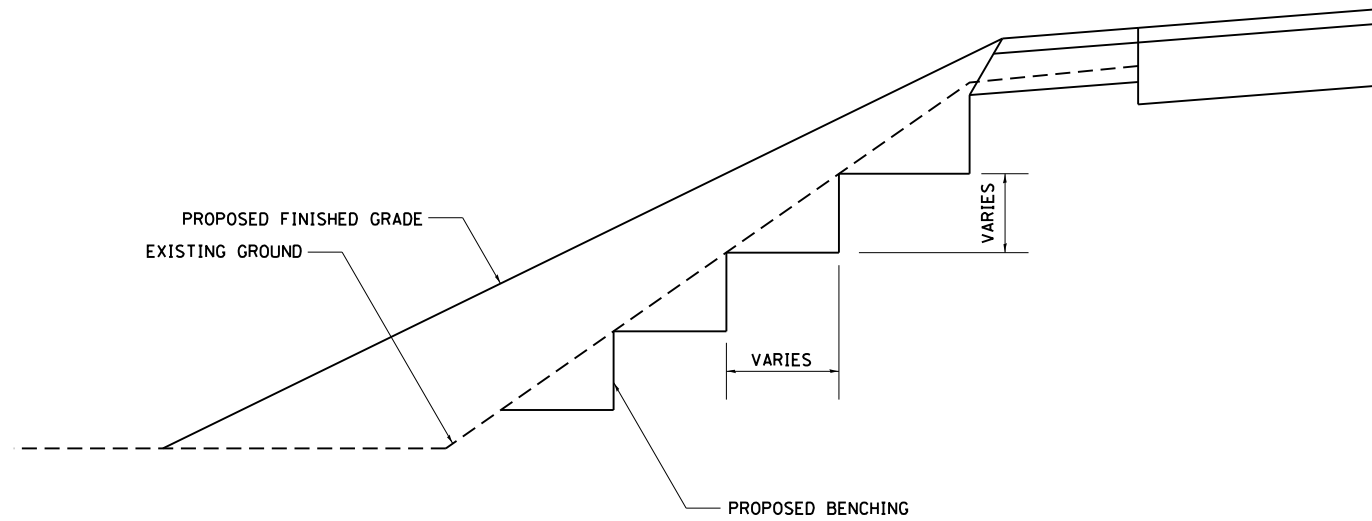 VARIES
PROPOSED FINISHED GRADE
EXISTING GROUND
VARIES
PROPOSED BENCHING